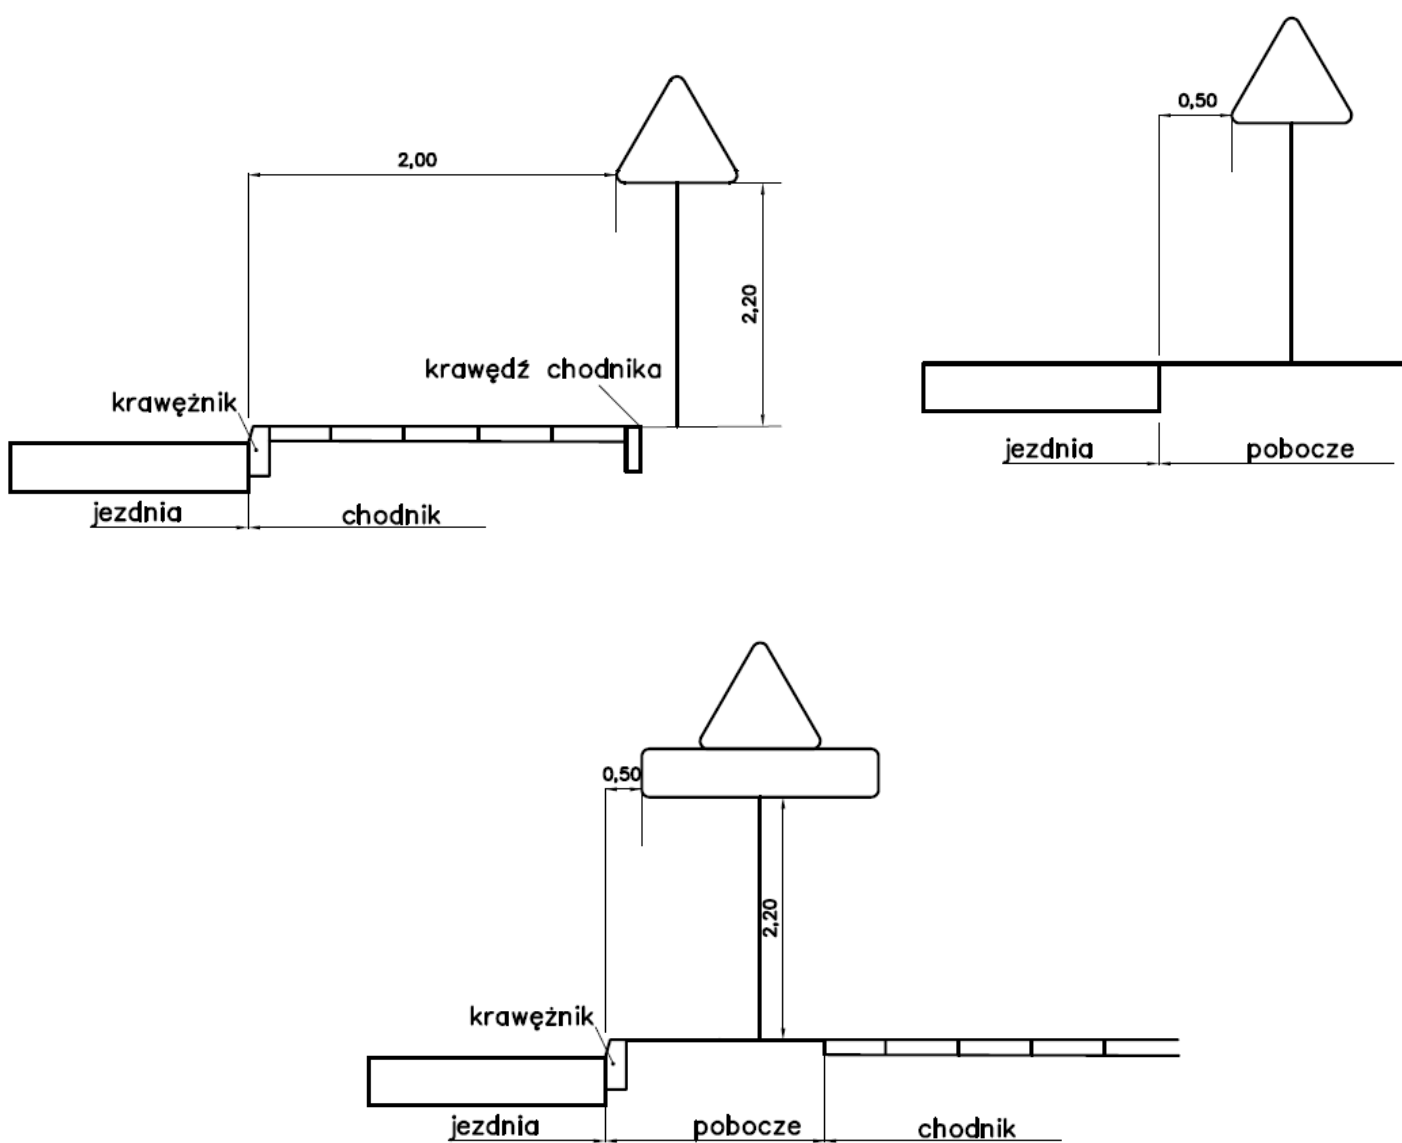 2,00
2,20
krawędź chodnika
krawężnik
jezdnia
chodnik
0,50
jezdnia
pobocze
0,50
2,20
krawężnik
jezdnia
pobocze
chodnik